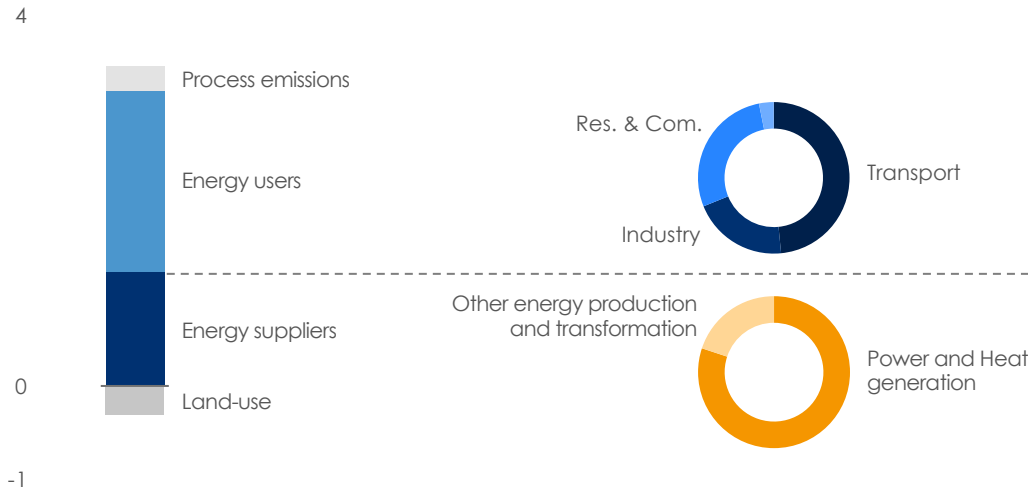 4
Process emissions
Energy users
Energy suppliers
0
Land-use
-1
Res. & Com.
Transport
Industry
Other energy production
and transformation
Power and Heat
generation